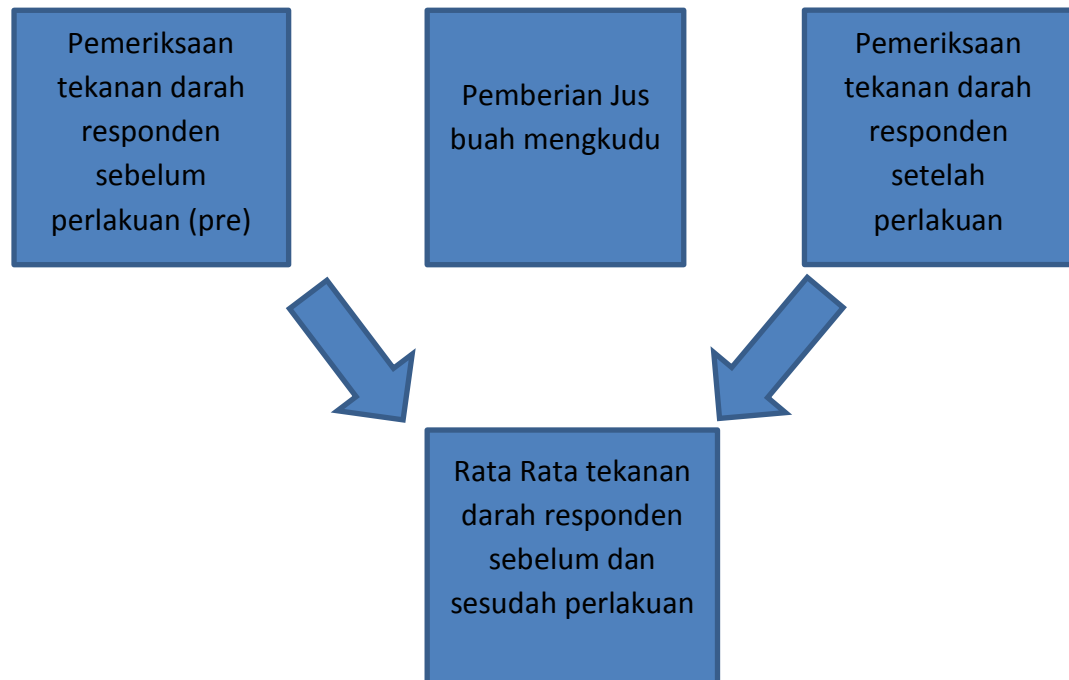 Pemeriksaan
tekanan darah
responden
sebelum
perlakuan (pre)
Pemberian Jus
buah mengkudu
Pemeriksaan
tekanan darah
responden
setelah
perlakuan
Rata Rata tekanan
darah responden
sebelum dan
sesudah perlakuan